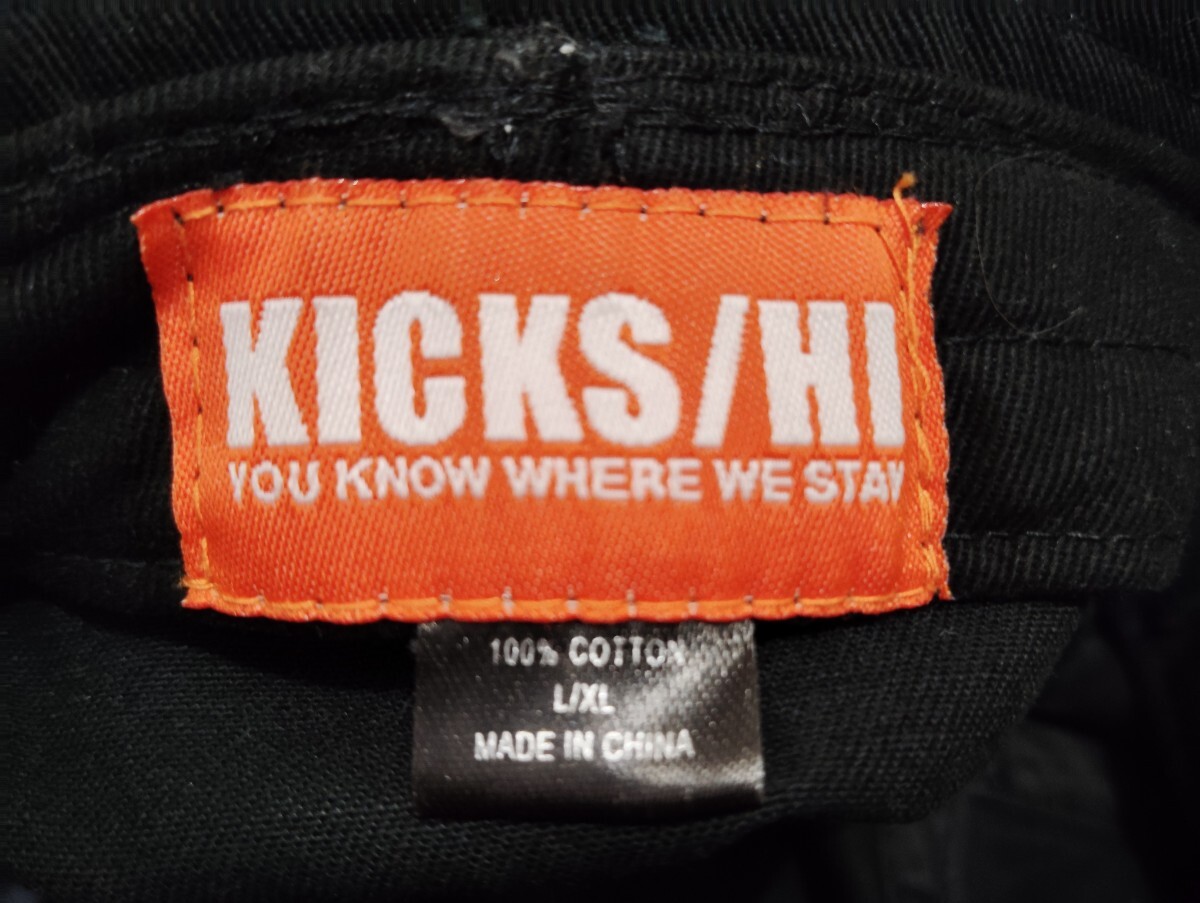 KICKS/HI
YOU KNOW WHERE WE STAY
100% COTTON
L/XL
MADE IN CHINA